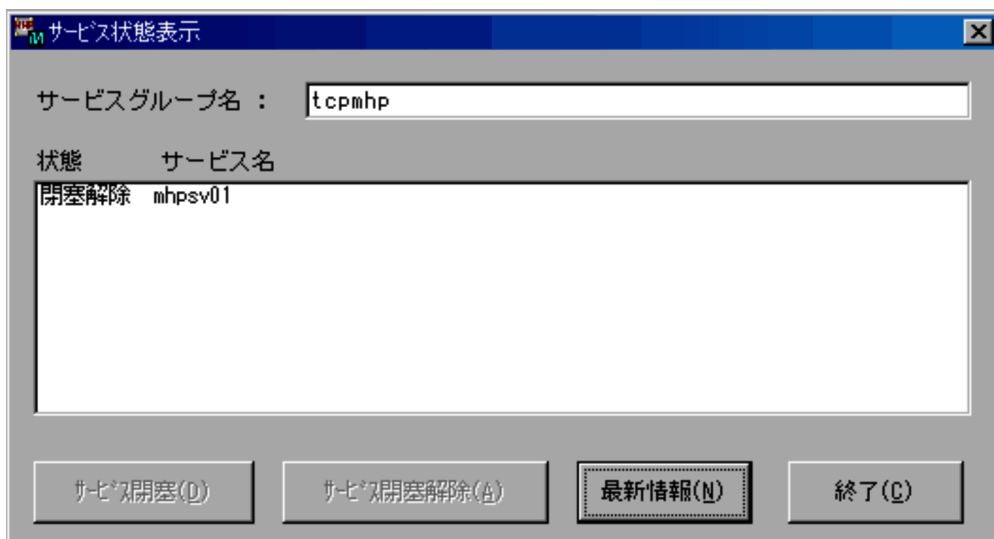 サービス状態表示
サービスグループ名 : tcpmhp
状態 サービス名
閉塞解除 mhpsv01
サービス閉塞(D) サービス閉塞解除(A) 最新情報(N) 終了(C)